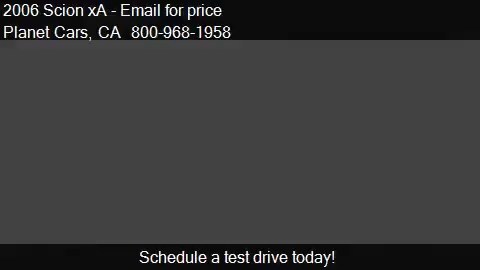 2006 Scion xA - Email for price
Planet Cars, CA  800-968-1958
Schedule a test drive today!